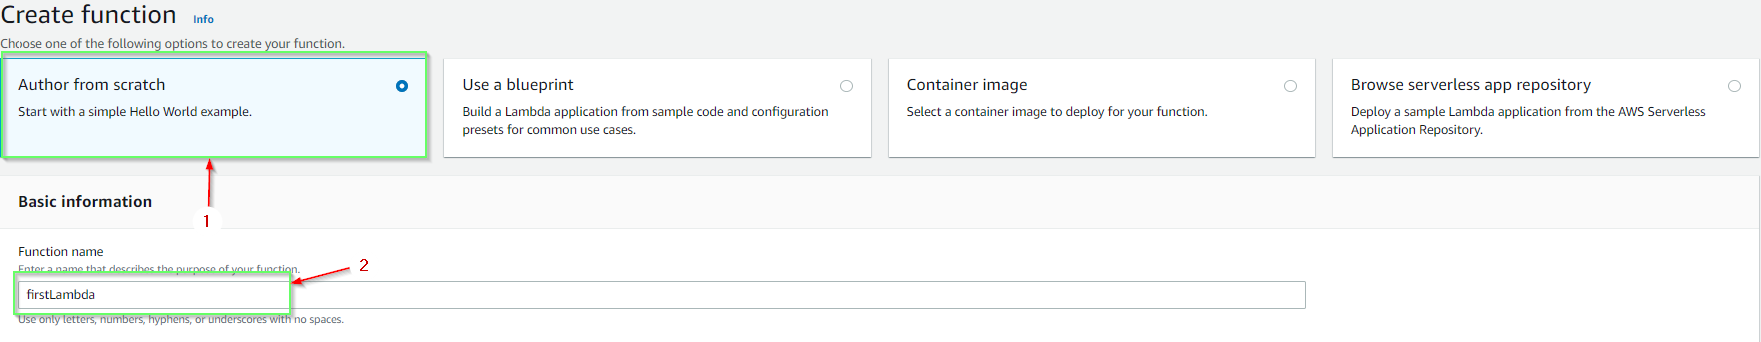 Create function Info
Choose one of the following options to create your function.
Author from scratch
Start with a simple Hello World example.
Use a blueprint
Build a Lambda application from sample code and configuration
presets for common use cases.
Container image
Select a container image to deploy for your function.
Browse serverless app repository
Deploy a sample Lambda application from the AWS Serverless
Application Repository.
1
Basic information
Function name
Enter a name that describes the purpose of your function.
2
firstLambda
Use only letters, numbers, hyphens, or underscores with no spaces.